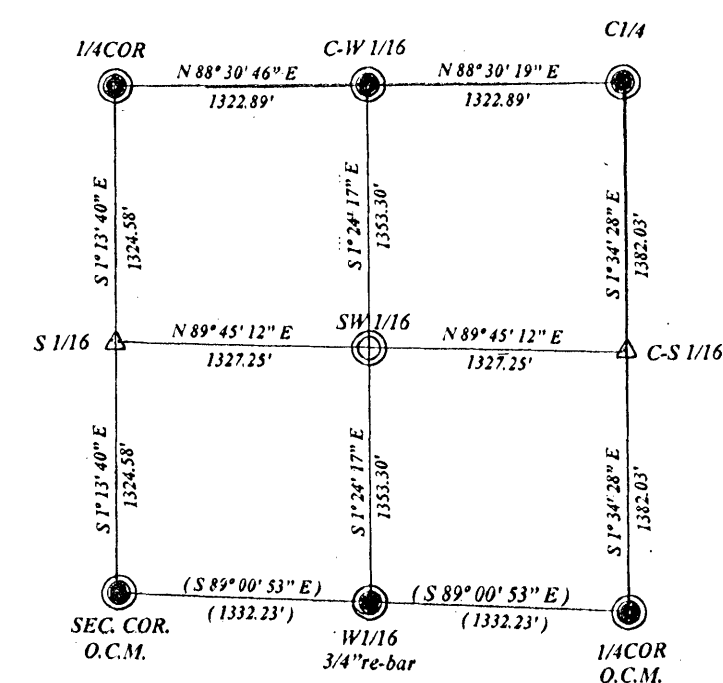 1/4COR
C-W 1/16
C1/4
N 88° 30' 46" E
1322.89'
N 88° 30' 19" E
1322.89'
S 1° 13' 40" E
1324.58'
S 1° 24' 17" E
1353.30'
S 1° 34' 28" E
1382.03'
S 1/16
SW 1/16
C-S 1/16
N 89° 45' 12" E
1327.25'
N 89° 45' 12" E
1327.25'
S 1° 13' 40" E
1324.58'
S 1° 24' 17" E
1353.30'
S 1° 34' 28" E
1382.03'
( S 89° 00' 53" E )
( 1332.23' )
( S 89° 00' 53" E )
( 1332.23' )
SEC. COR.
O.C.M.
W1/16
3/4"re-bar
1/4COR
O.C.M.